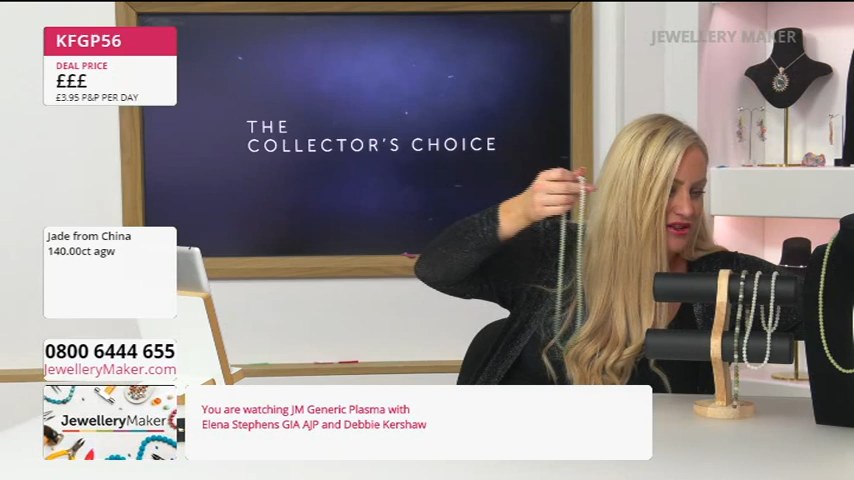 KFGP56
DEAL PRICE
£££
£3.95 P&P PER DAY
THE
COLLECTOR'S CHOICE
JEWELLERY MAKER
Jade from China
140.00ct agw
0800 6444 655
JewelleryMaker.com
JewelleryMaker
You are watching JM Generic Plasma with
Elena Stephens GIA AJP and Debbie Kershaw